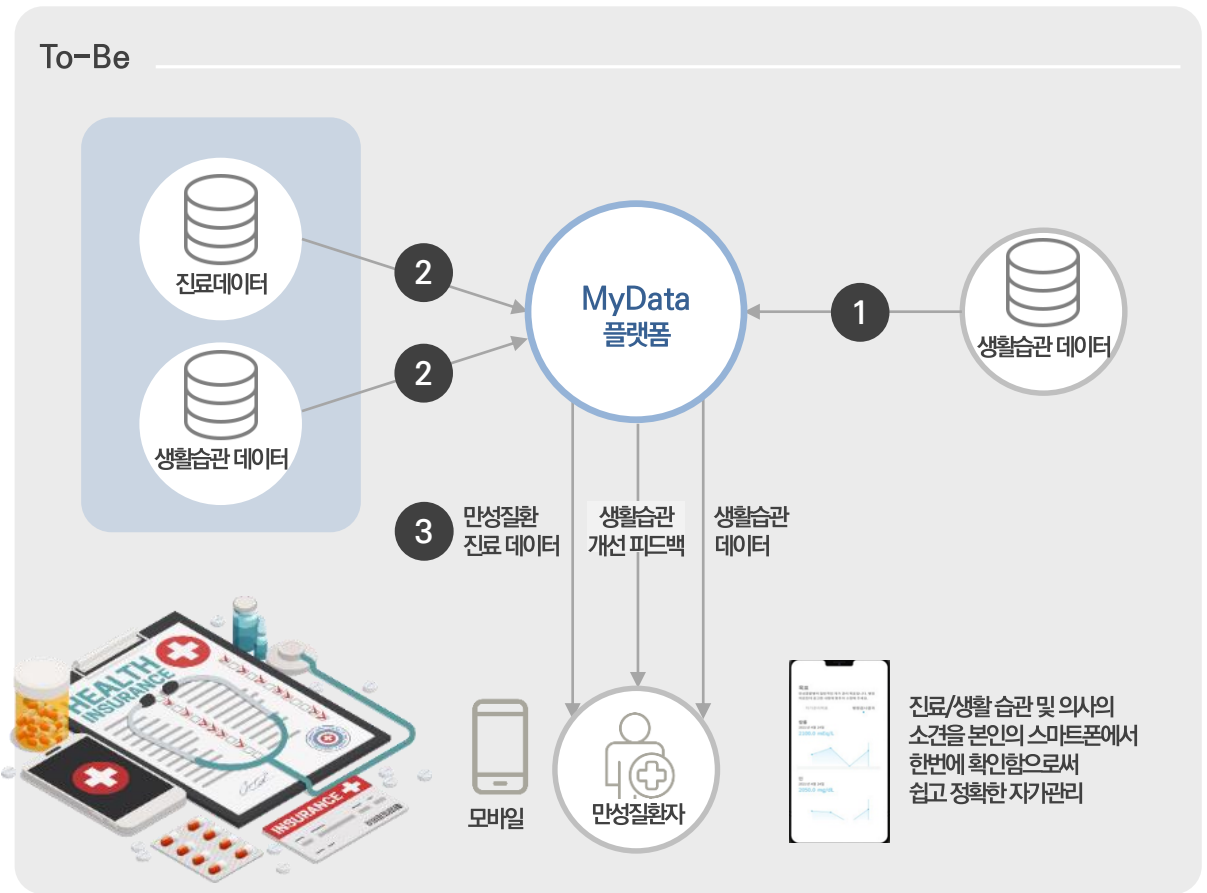 To-Be
진료데이터
2
MyData
플랫폼
1
생활습관 데이터
2
생활습관 데이터
3
만성질환
진료 데이터
생활습관
개선 피드백
생활습관
데이터
HEALTH
INSURANCE
INSURANCE
모바일
만성질환자
진료/생활 습관 및 의사의
소견을 본인의 스마트폰에서
한번에 확인함으로써
쉽고 정확한 자가관리